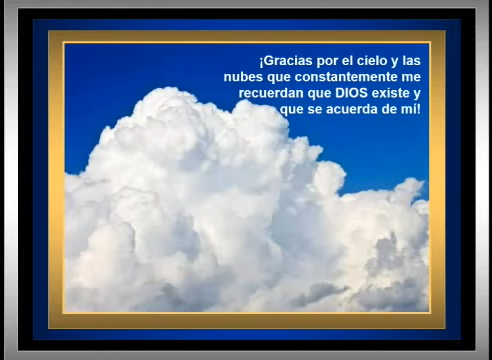 ¡Gracias por el cielo y las
nubes que constantemente me
recuerdan que DIOS existe y
que se acuerda de mí!